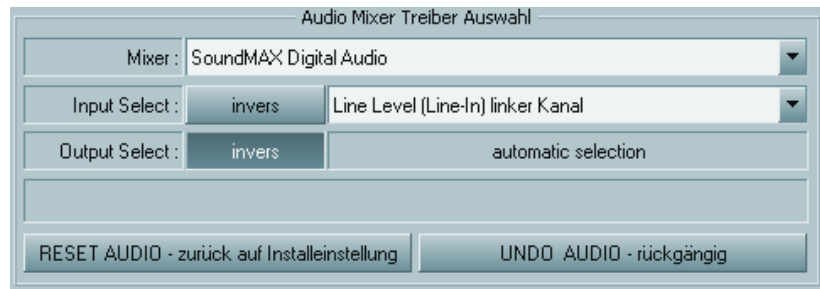 Audio Mixer Treiber Auswahl
Mixer : SoundMAX Digital Audio
Input Select : invers Line Level (Line-In) linker Kanal
Output Select : invers automatic selection
RESET AUDIO - zurück auf Installeinstellung UNDO AUDIO - rückgängig